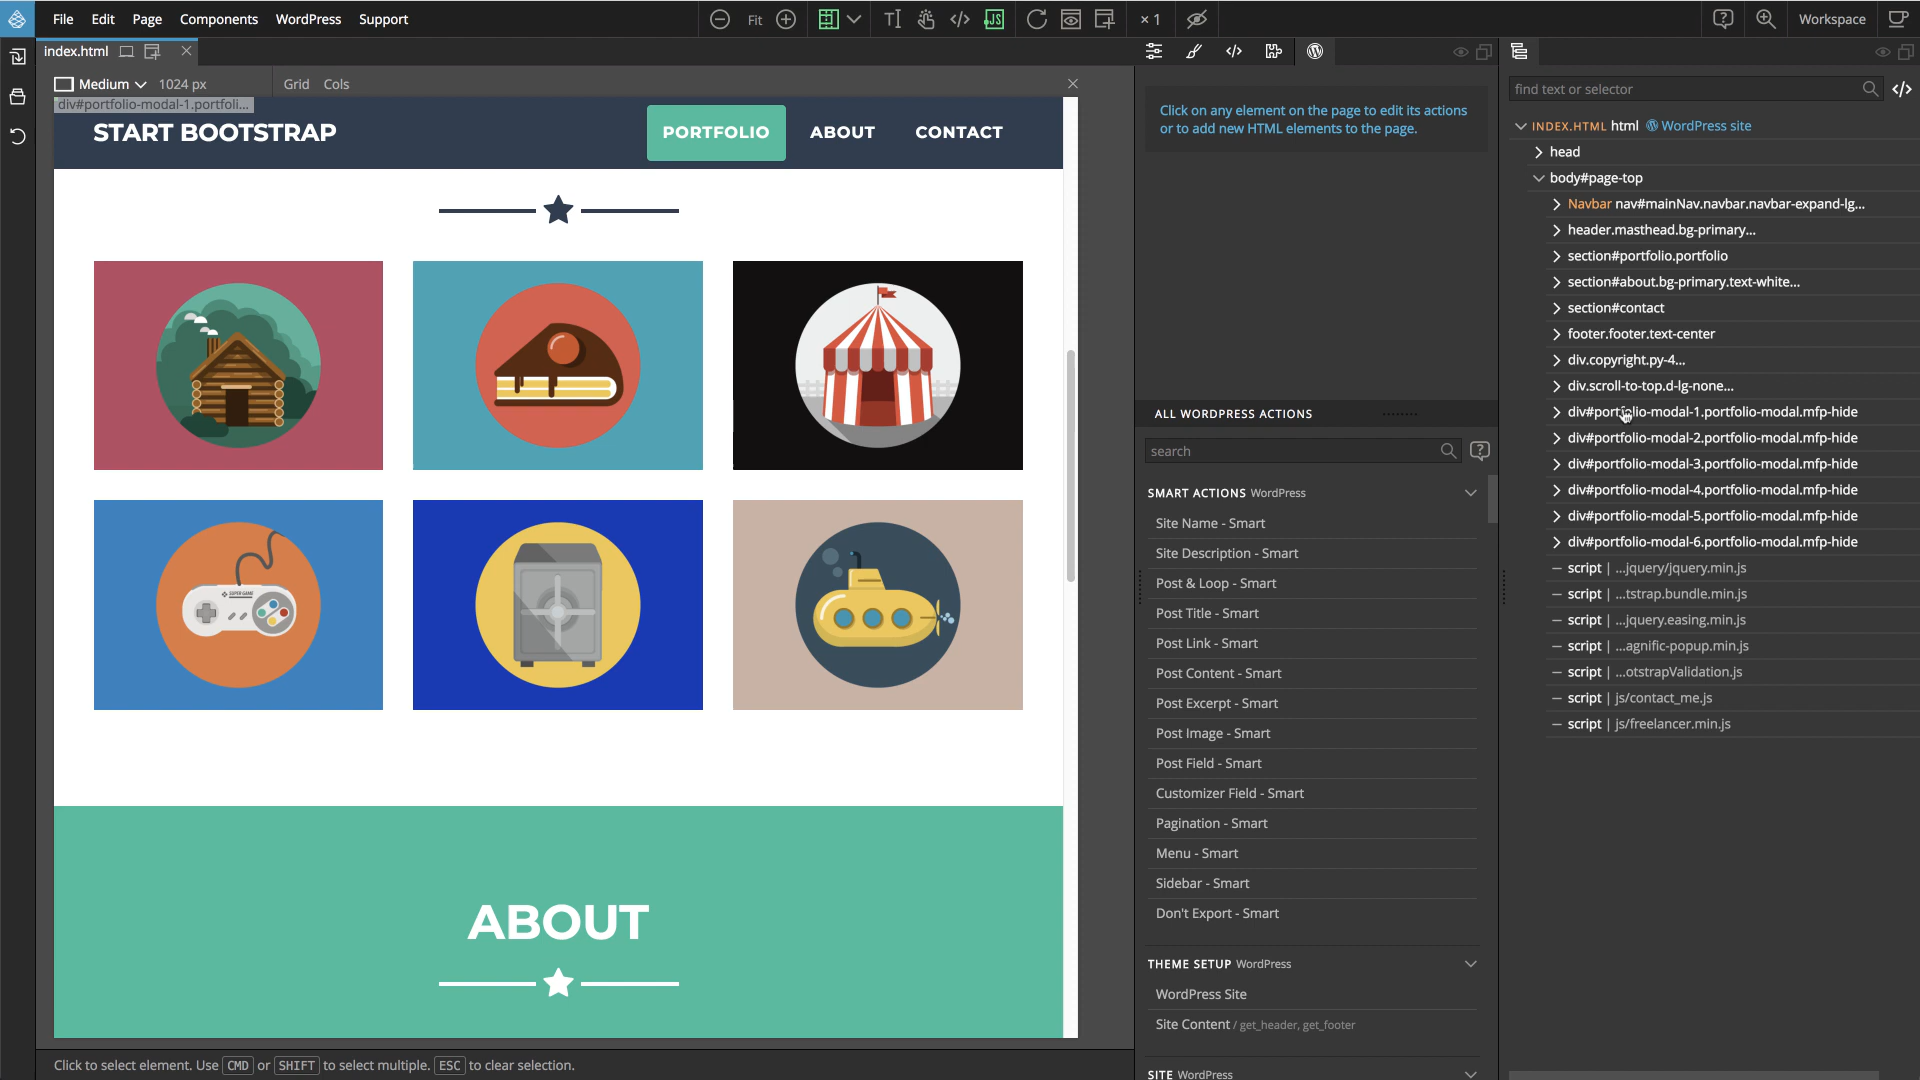 File Edit Page Components WordPress Support
Fit
JS
× 1
Workspace
index.html
Medium 1024 px Grid Cols
div#portfolio-modal-1.portfoli...
START BOOTSTRAP
PORTFOLIO ABOUT CONTACT
SUPER GAME
ABOUT
Click to select element. Use CMD or SHIFT to select multiple. ESC to clear selection.
Click on any element on the page to edit its actions
or to add new HTML elements to the page.
ALL WORDPRESS ACTIONS
search
SMART ACTIONS WordPress
Site Name - Smart
Site Description - Smart
Post & Loop - Smart
Post Title - Smart
Post Link - Smart
Post Content - Smart
Post Excerpt - Smart
Post Image - Smart
Post Field - Smart
Customizer Field - Smart
Pagination - Smart
Menu - Smart
Sidebar - Smart
Don't Export - Smart
THEME SETUP WordPress
WordPress Site
Site Content / get_header, get_footer
SITE WordPress
find text or selector
INDEX.HTML html WordPress site
head
body#page-top
Navbar nav#mainNav.navbar.navbar-expand-lg...
header.masthead.bg-primary...
section#portfolio.portfolio
section#about.bg-primary.text-white...
section#contact
footer.footer.text-center
div.copyright.py-4...
div.scroll-to-top.d-lg-none...
div#portfolio-modal-1.portfolio-modal.mfp-hide
div#portfolio-modal-2.portfolio-modal.mfp-hide
div#portfolio-modal-3.portfolio-modal.mfp-hide
div#portfolio-modal-4.portfolio-modal.mfp-hide
div#portfolio-modal-5.portfolio-modal.mfp-hide
div#portfolio-modal-6.portfolio-modal.mfp-hide
script | ...jquery/jquery.min.js
script | ...tstrap.bundle.min.js
script | ...jquery.easing.min.js
script | ...agnific-popup.min.js
script | ...otstrapValidation.js
script | js/contact_me.js
script | js/freelancer.min.js